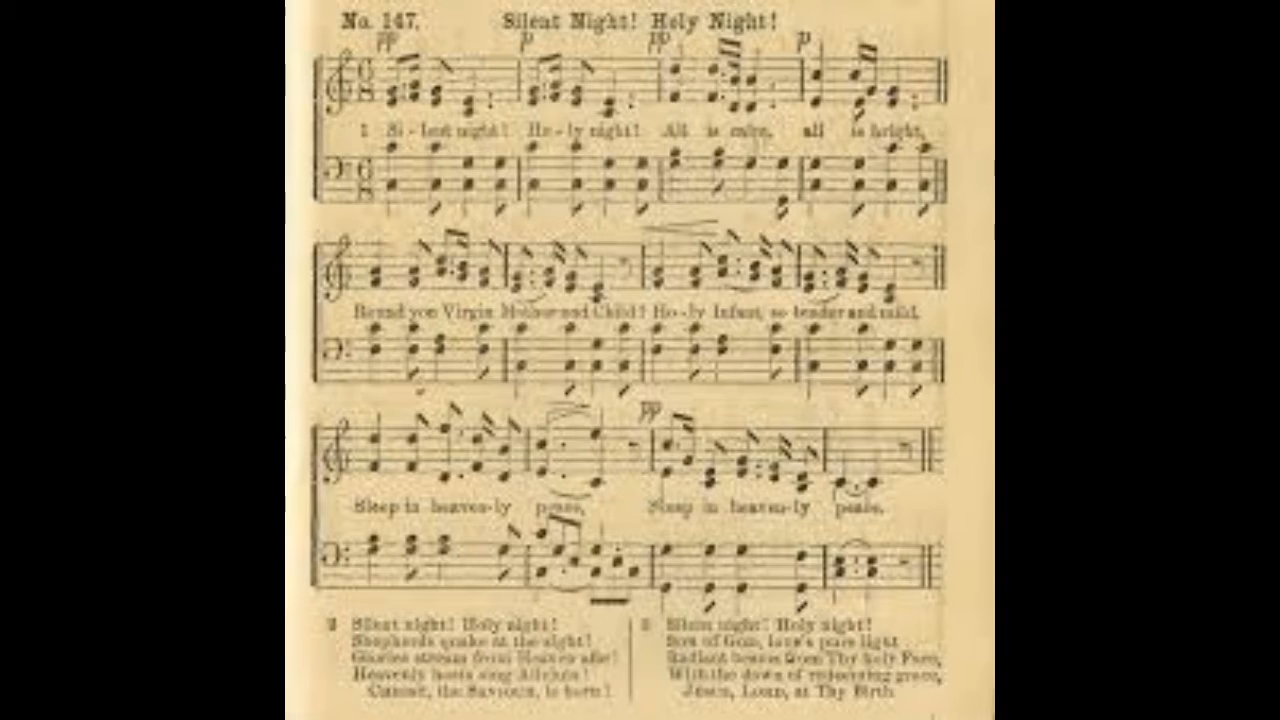 No. 147. Silent Night! Holy Night!
pp p pp p
1 Si - lent night! Ho - ly night! All is calm, all is bright,
Round yon Virgin Mother and Child! Ho - ly Infant, so tender and mild,
pp
Sleep in heaven-ly peace, Sleep in heaven-ly peace.
2 Silent night! Holy night!
Shepherds quake at the sight!
Glories stream from Heaven afar!
Heavenly hosts sing Alleluia!
the Saviour, is born!
3 Silent night! Holy night!
Son of God, love's pure light
Radiant beams from Thy holy Face,
With the dawn of redeeming grace,
Jesus, Lord, at Thy Birth